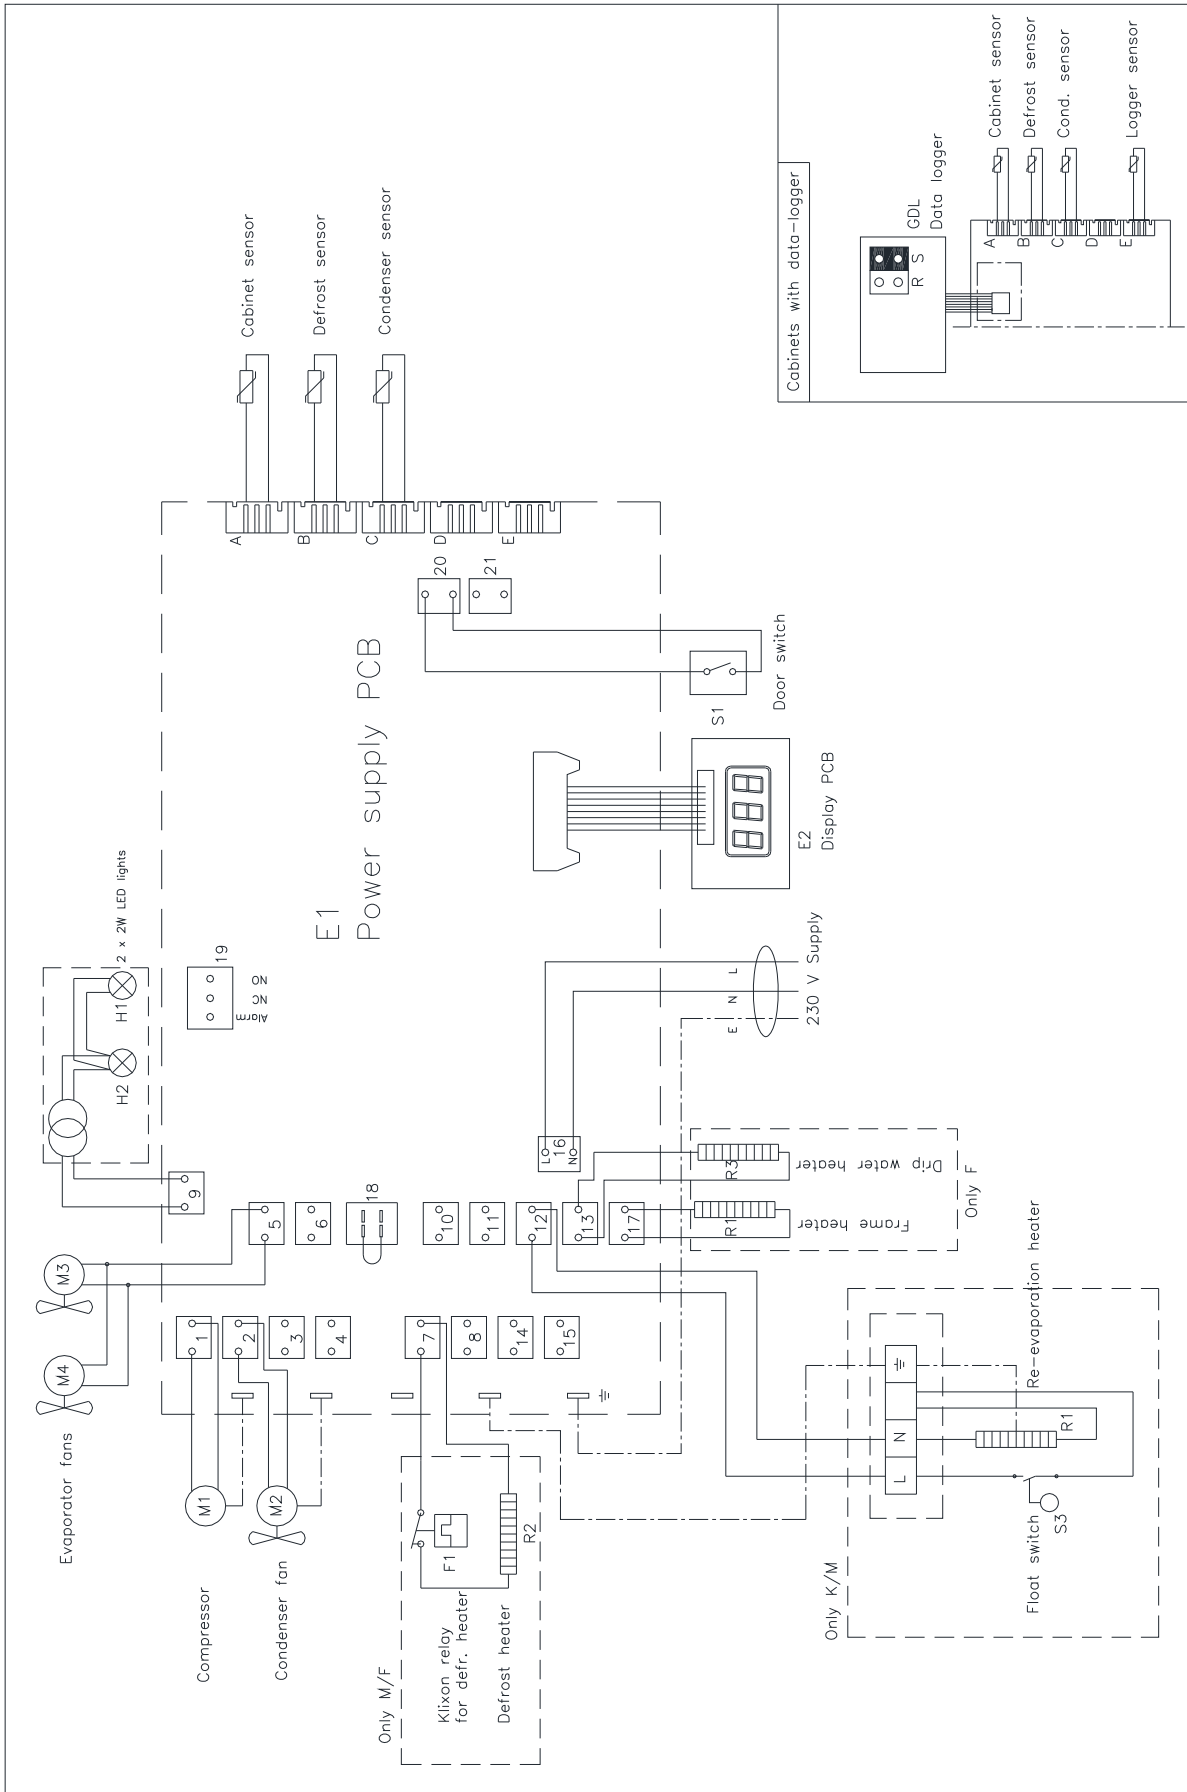 Evaporator fans
M4
M3
Compressor
M1
Condenser fan
M2
Only M/F
Klixon relay
for defr. heater
F1
Defrost heater
R2
2 x 2W LED lights
H2
H1
E1
Power supply PCB
1
2
3
4
5
6
7
8
9
10
11
12
13
14
15
16
L
N
17
18
19
Alarm
NC
NO
20
21
A
B
C
D
E
Cabinet sensor
Defrost sensor
Condenser sensor
S1
Door switch
E2
Display PCB
E
N
L
230 V Supply
R3
Drip water heater
R1
Frame heater
Only F
Only K/M
L
N
Re-evaporation heater
R1
Float switch
S3
Cabinets with data-logger
GDL
Data logger
R
S
A
B
C
D
E
Cabinet sensor
Defrost sensor
Cond. sensor
Logger sensor